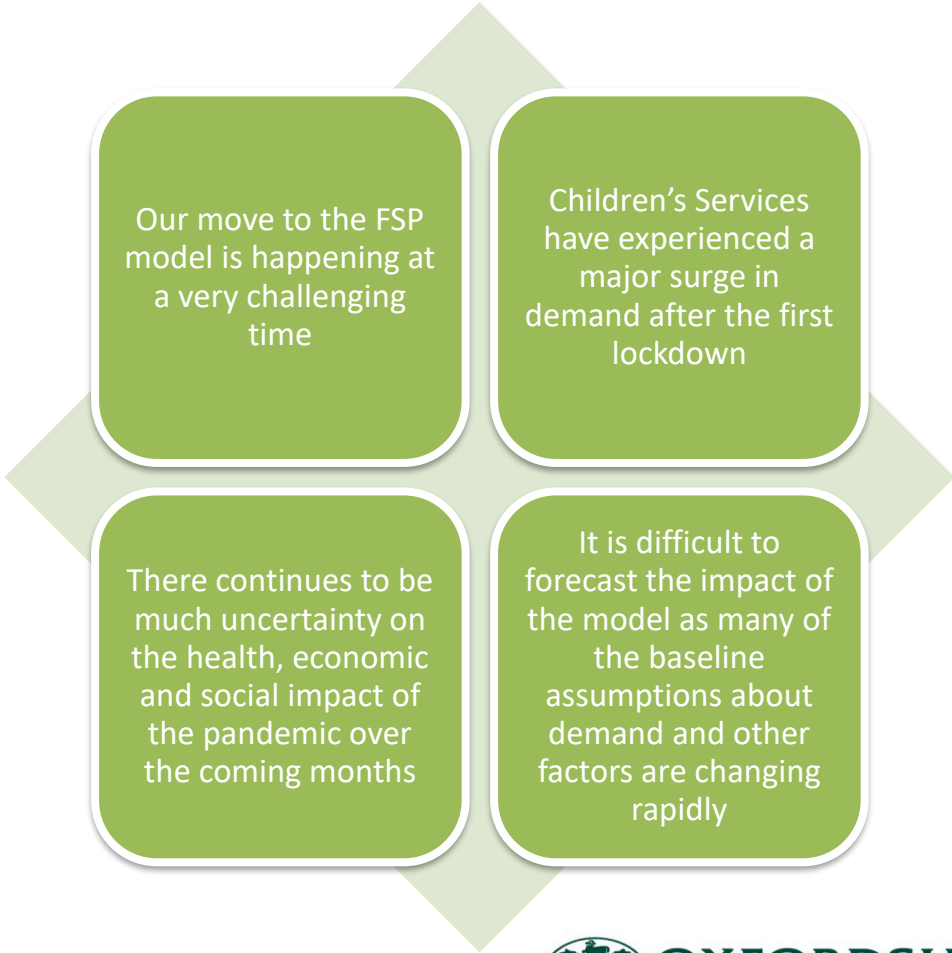 Our move to the FSP
model is happening at
a very challenging
time
Children’s Services
have experienced a
major surge in
demand after the first
lockdown
There continues to be
much uncertainty on
the health, economic
and social impact of
the pandemic over
the coming months
It is difficult to
forecast the impact of
the model as many of
the baseline
assumptions about
demand and other
factors are changing
rapidly